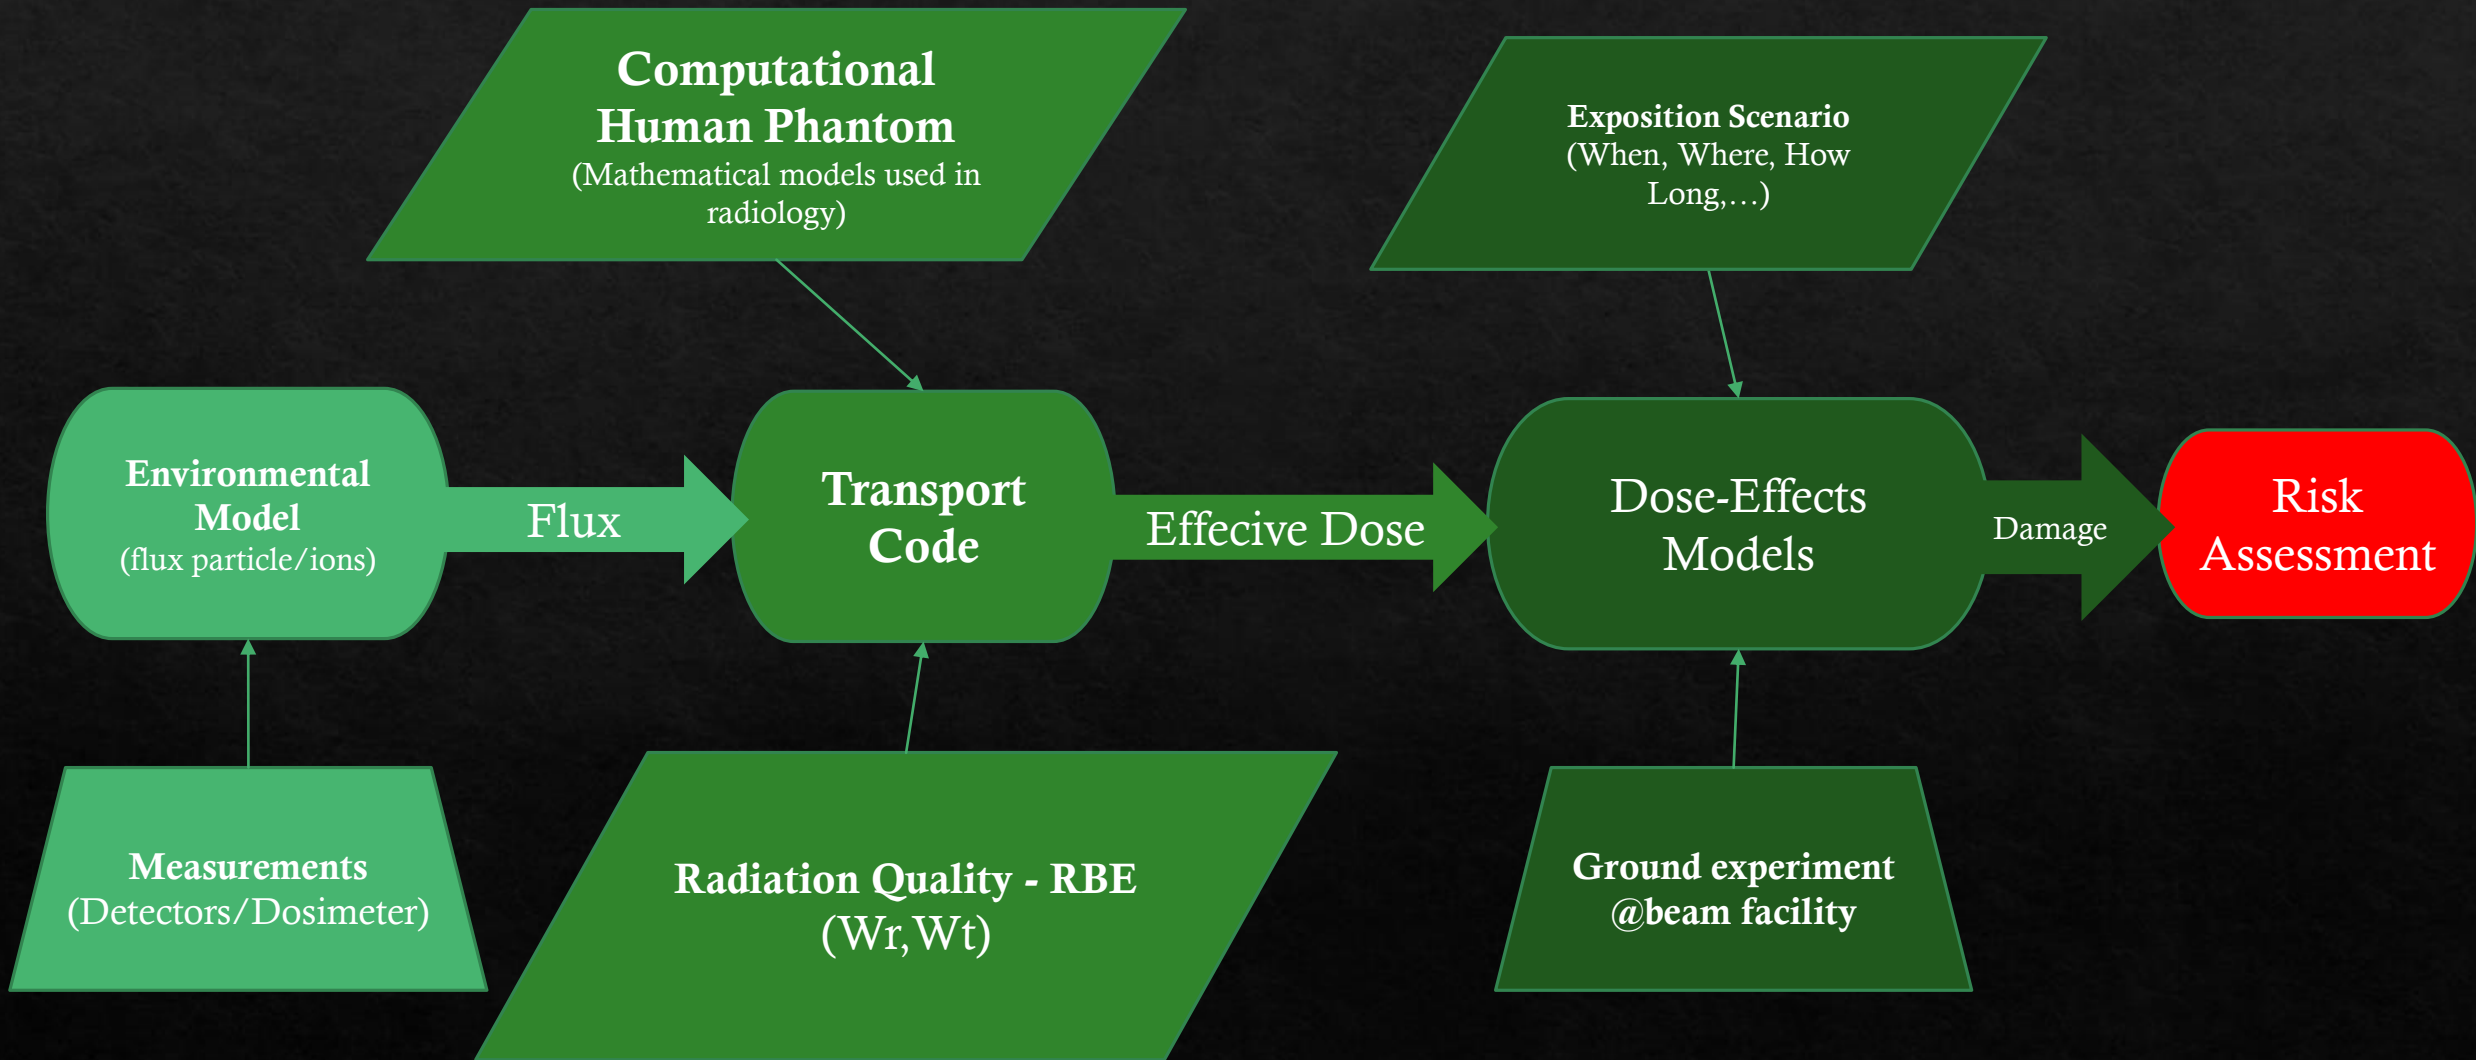 Computational
Human Phantom
(Mathematical models used in
radiology)
Exposition Scenario
(When, Where, How
Long,...)
Environmental
Model
(flux particle/ions)
Flux
Transport
Code
Effecive Dose
Dose-Effects
Models
Damage
Risk
Assessment
Measurements
(Detectors/Dosimeter)
Radiation Quality - RBE
(Wr,Wt)
Ground experiment
@beam facility